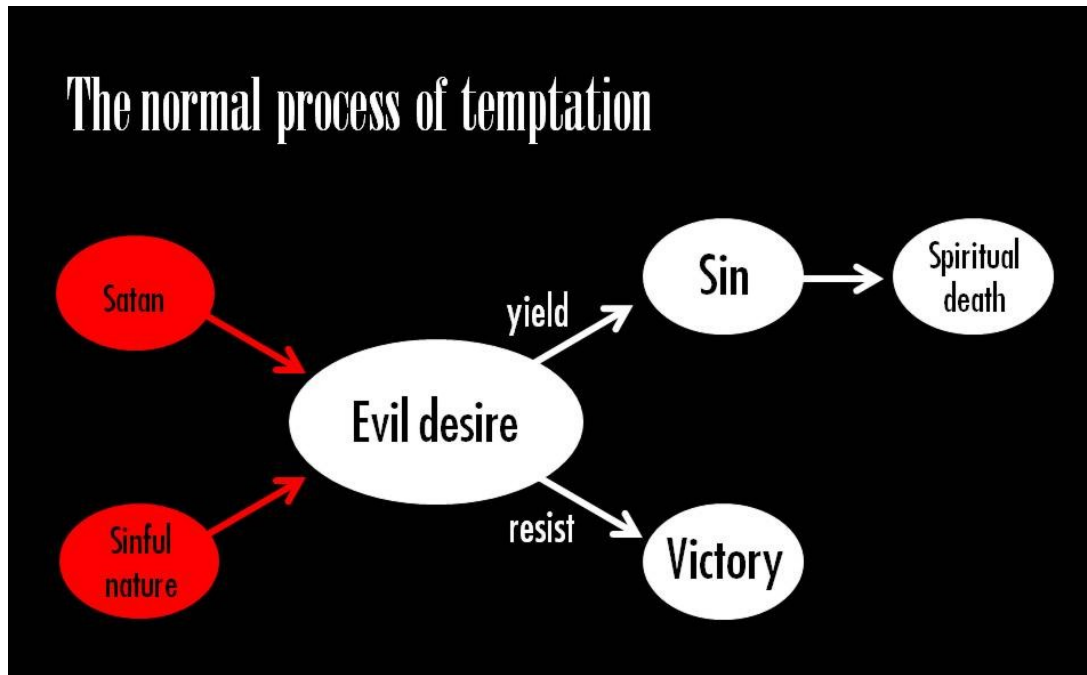 The normal process of temptation
Satan
Sinful
nature
Evil desire
yield
resist
Sin
Victory
Spiritual
death